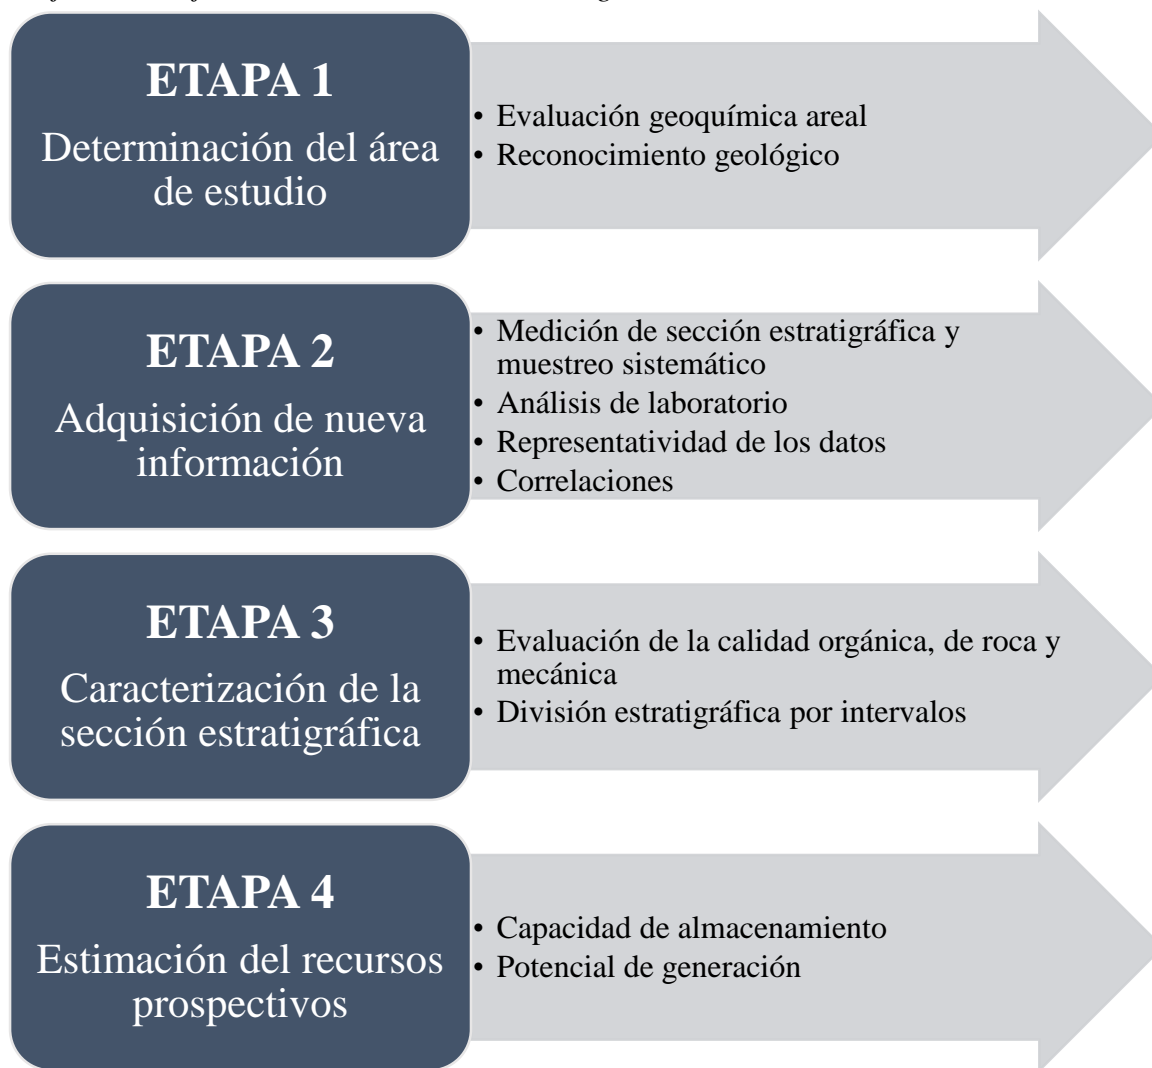 ETAPA 1
Determinación del área
de estudio
• Evaluación geoquímica areal
• Reconocimiento geológico
ETAPA 2
Adquisición de nueva
información
• Medición de sección estratigráfica y
muestreo sistemático
• Análisis de laboratorio
• Representatividad de los datos
• Correlaciones
ETAPA 3
Caracterización de la
sección estratigráfica
• Evaluación de la calidad orgánica, de roca y
mecánica
• División estratigráfica por intervalos
ETAPA 4
Estimación del recursos
prospectivos
• Capacidad de almacenamiento
• Potencial de generación